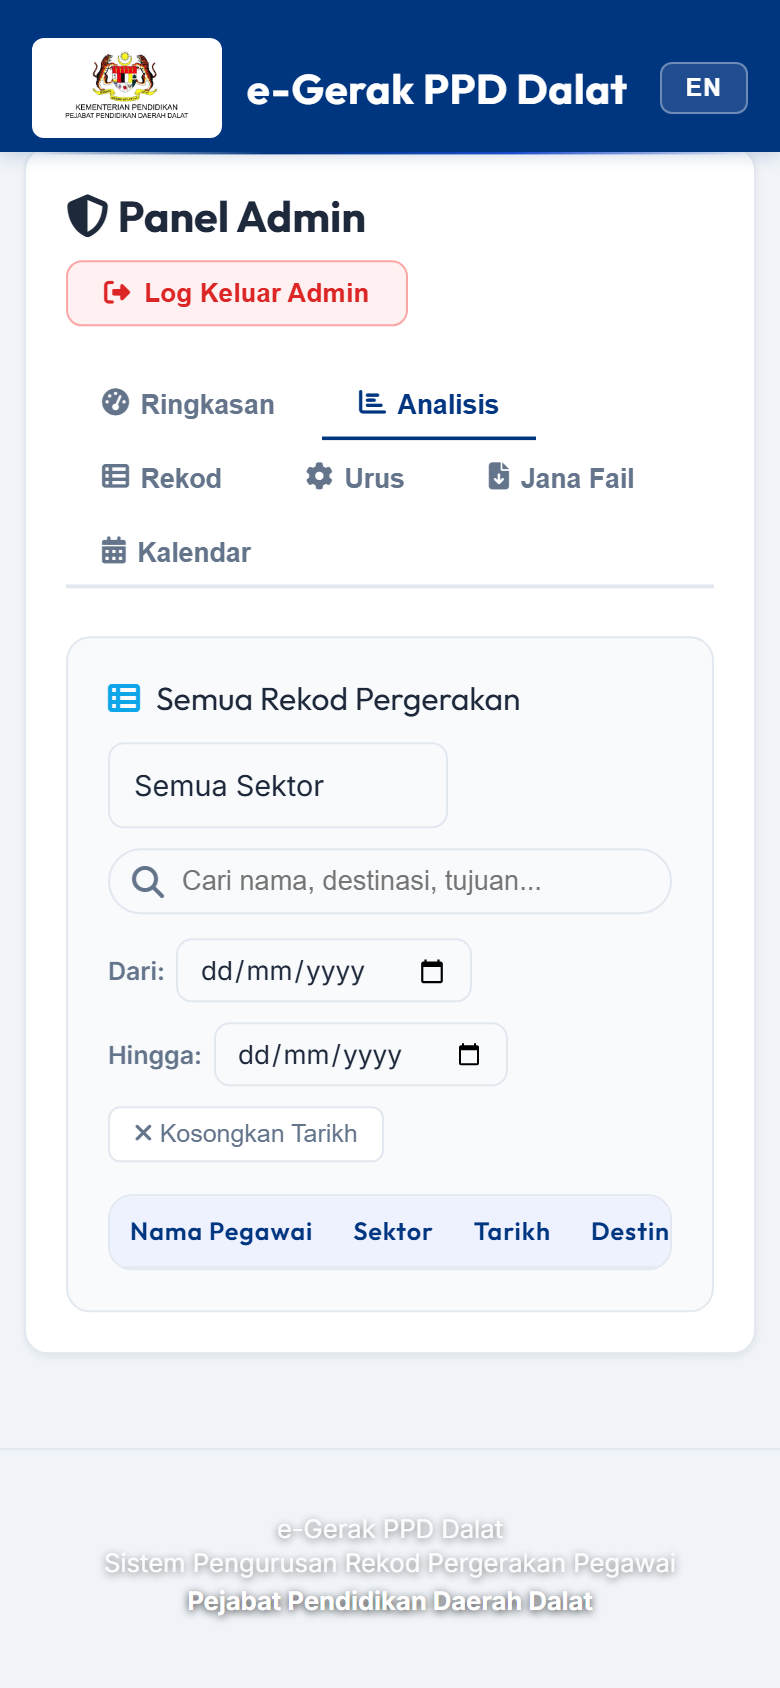 KEMENTERIAN PENDIDIKAN
PEJABAT PENDIDIKAN DAERAH DALAT
e-Gerak PPD Dalat
EN
Panel Admin
Log Keluar Admin
Ringkasan
Analisis
Rekod
Urus
Jana Fail
Kalendar
Semua Rekod Pergerakan
Semua Sektor
Cari nama, destinasi, tujuan...
Dari: dd/mm/yyyy
Hingga: dd/mm/yyyy
Kosongkan Tarikh
Nama Pegawai Sektor Tarikh Destin
e-Gerak PPD Dalat
Sistem Pengurusan Rekod Pergerakan Pegawai
Pejabat Pendidikan Daerah Dalat